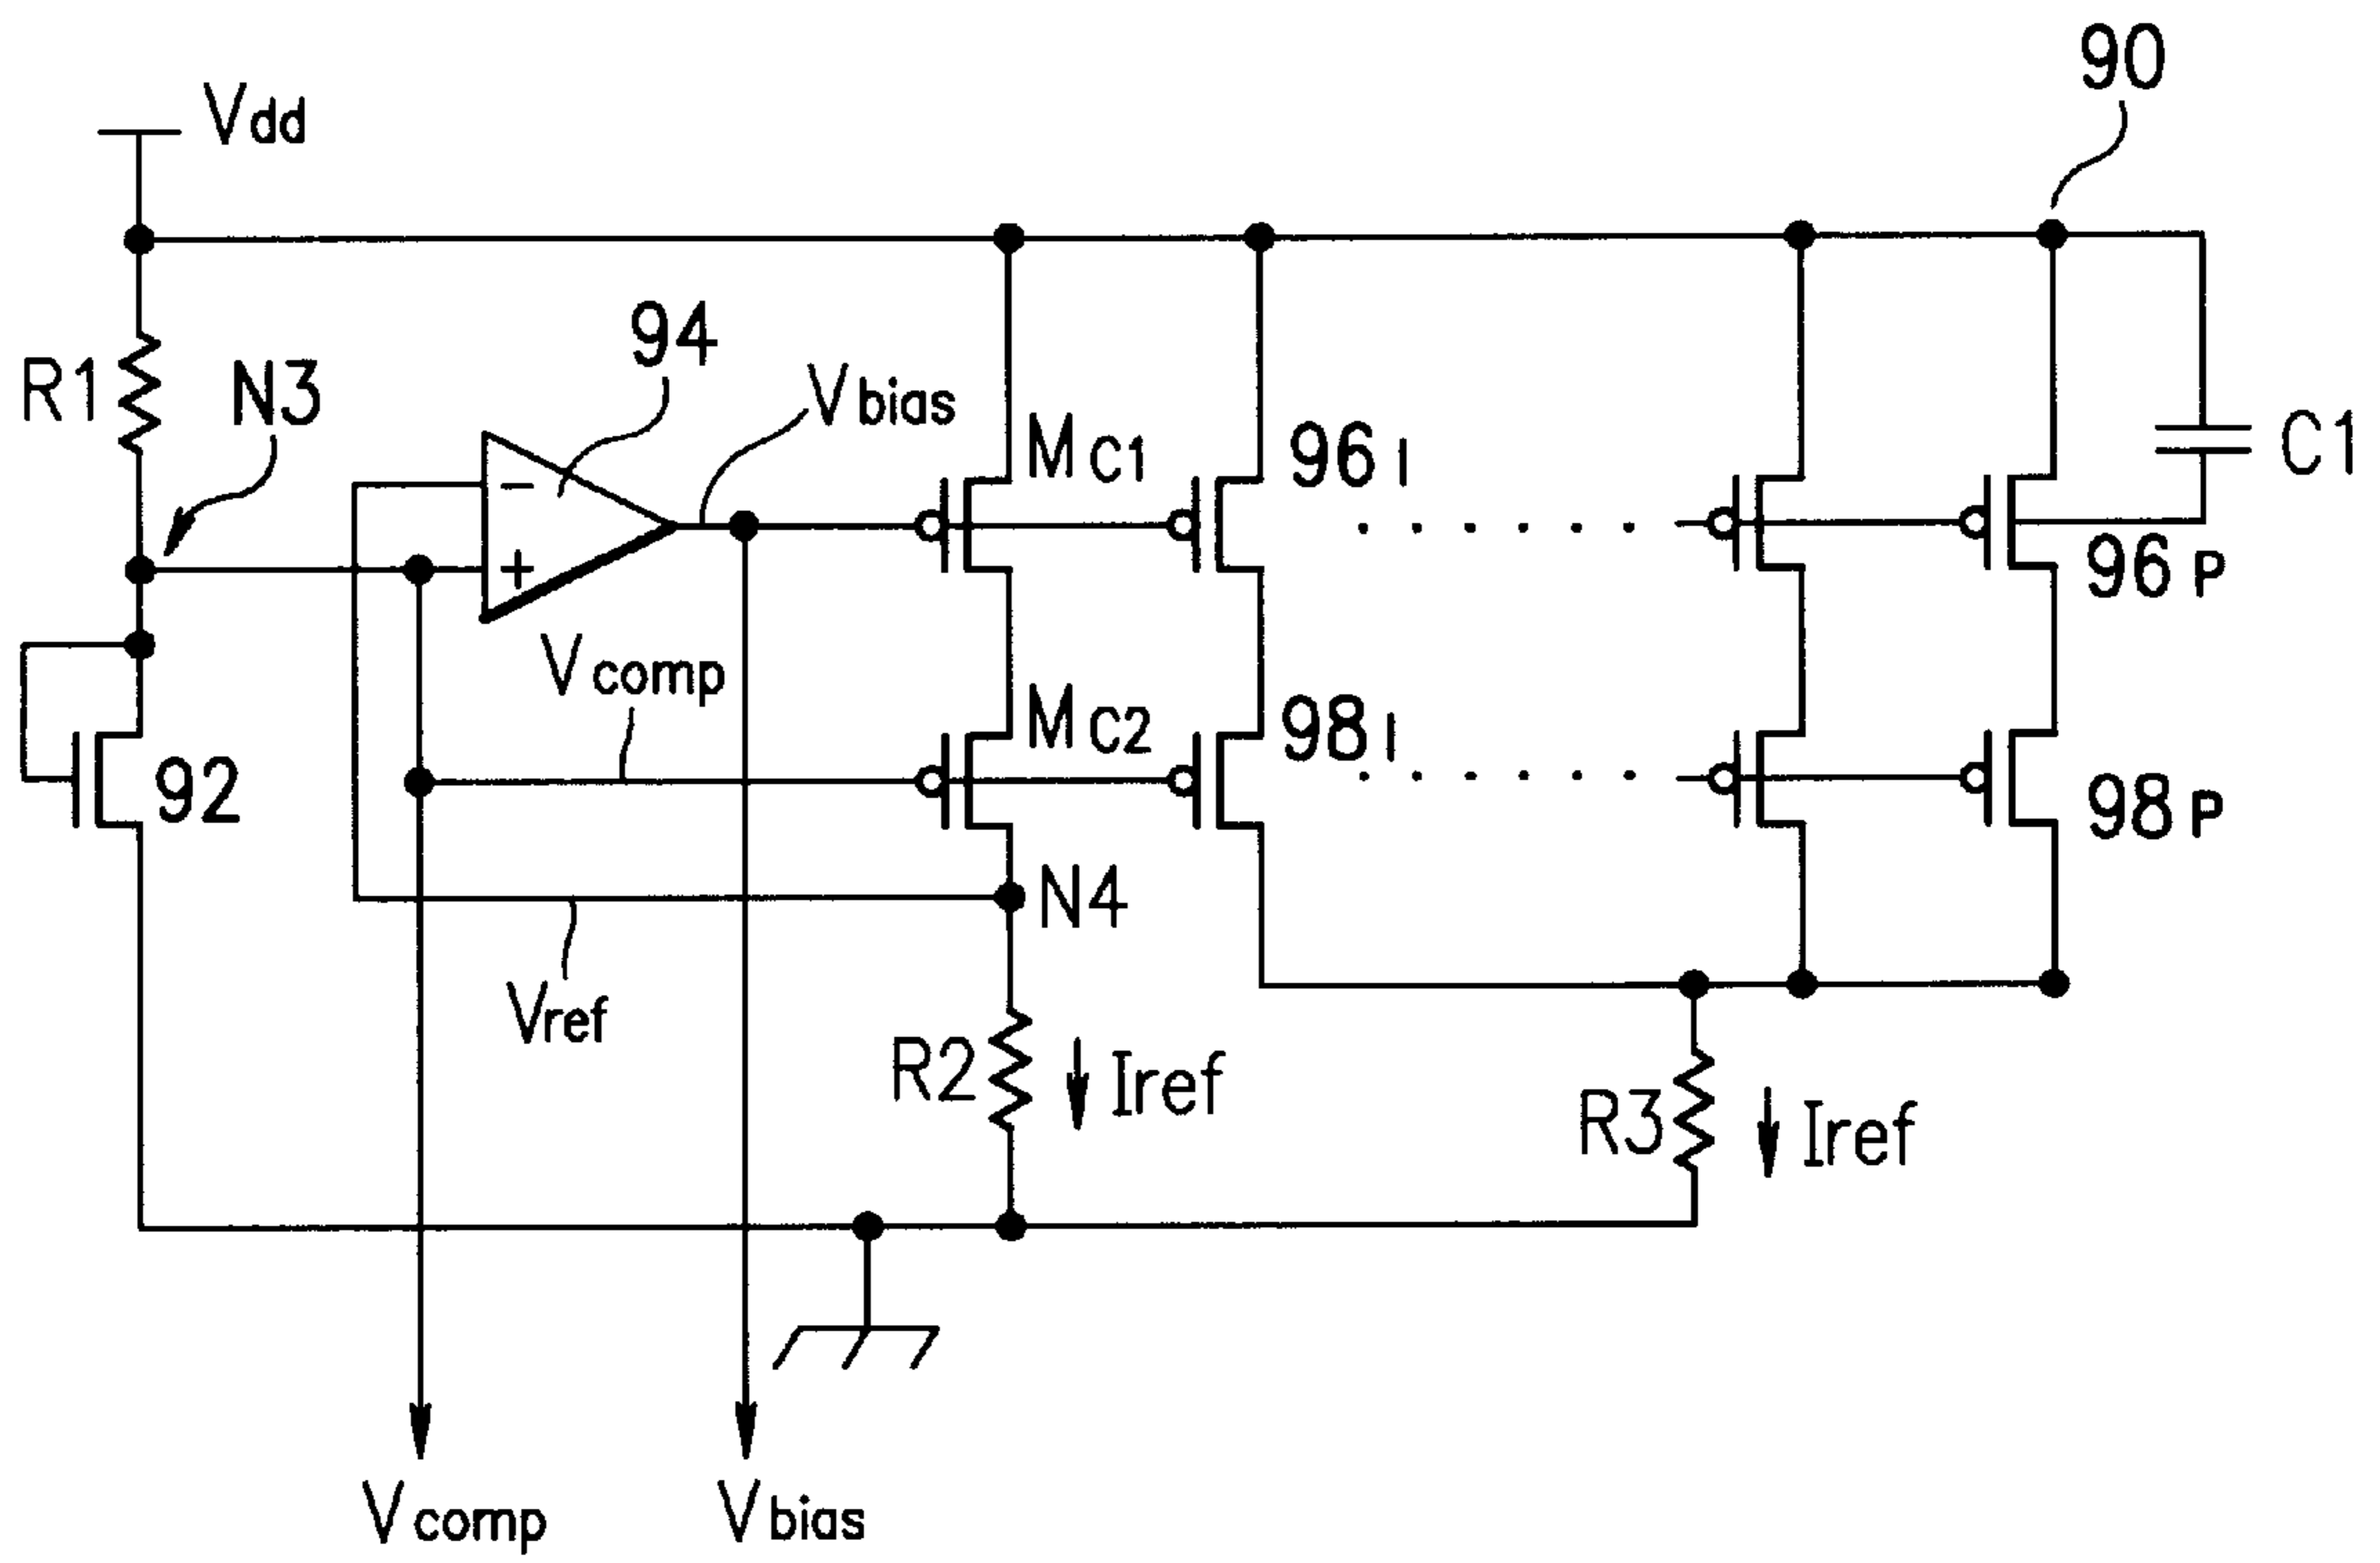 90
Vdd
94
R1
N3
Vbias
MC1
96I
C1
−
+
96P
Vcomp
MC2
98I
92
98P
N4
Vref
R2
Iref
R3
Iref
Vcomp
Vbias